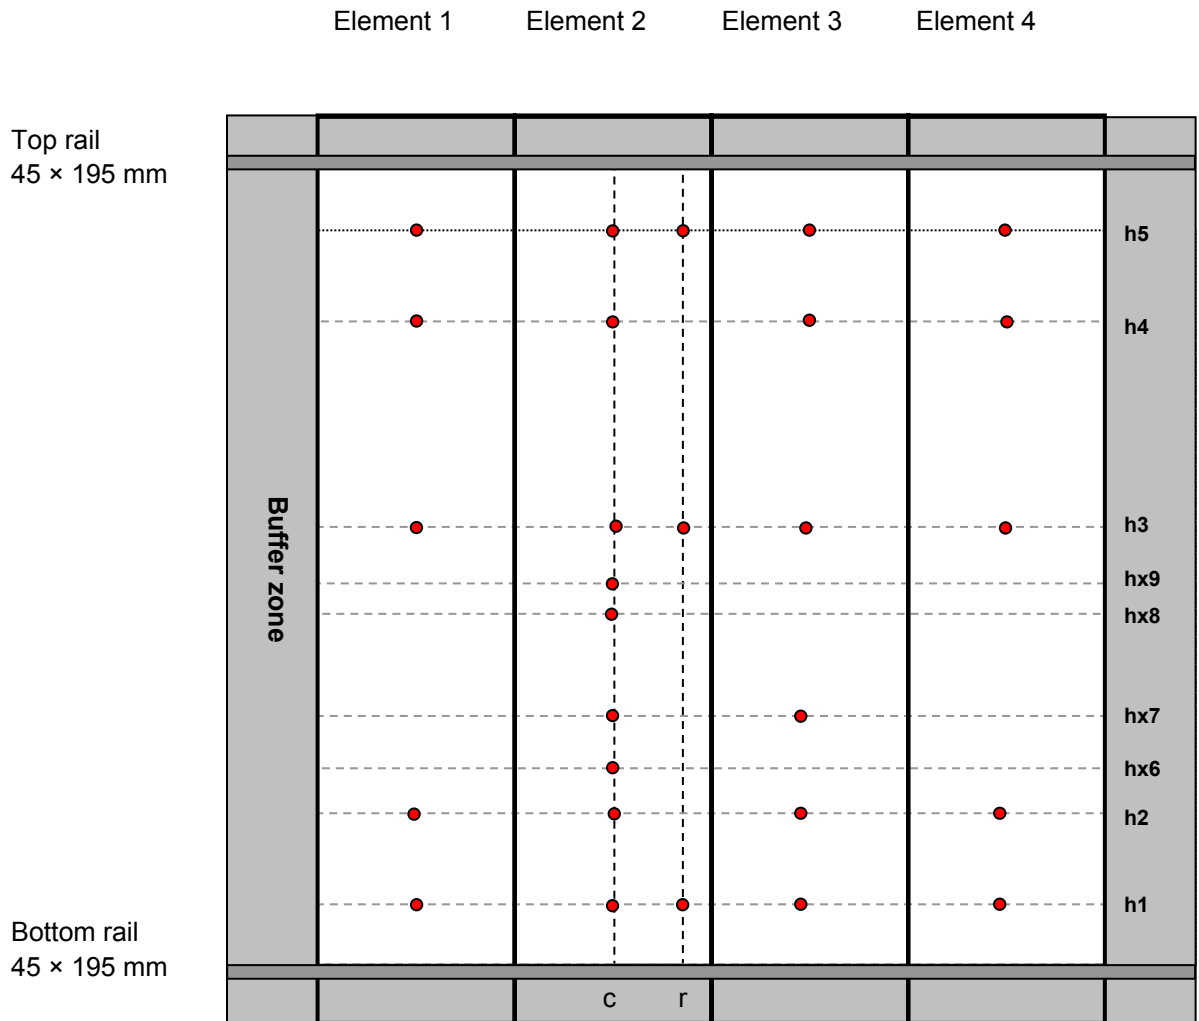 Element 1
Element 2
Element 3
Element 4
Top rail
45 × 195 mm
h5
h4
Buffer zone
h3
hx9
hx8
hx7
hx6
h2
h1
Bottom rail
45 × 195 mm
c
r